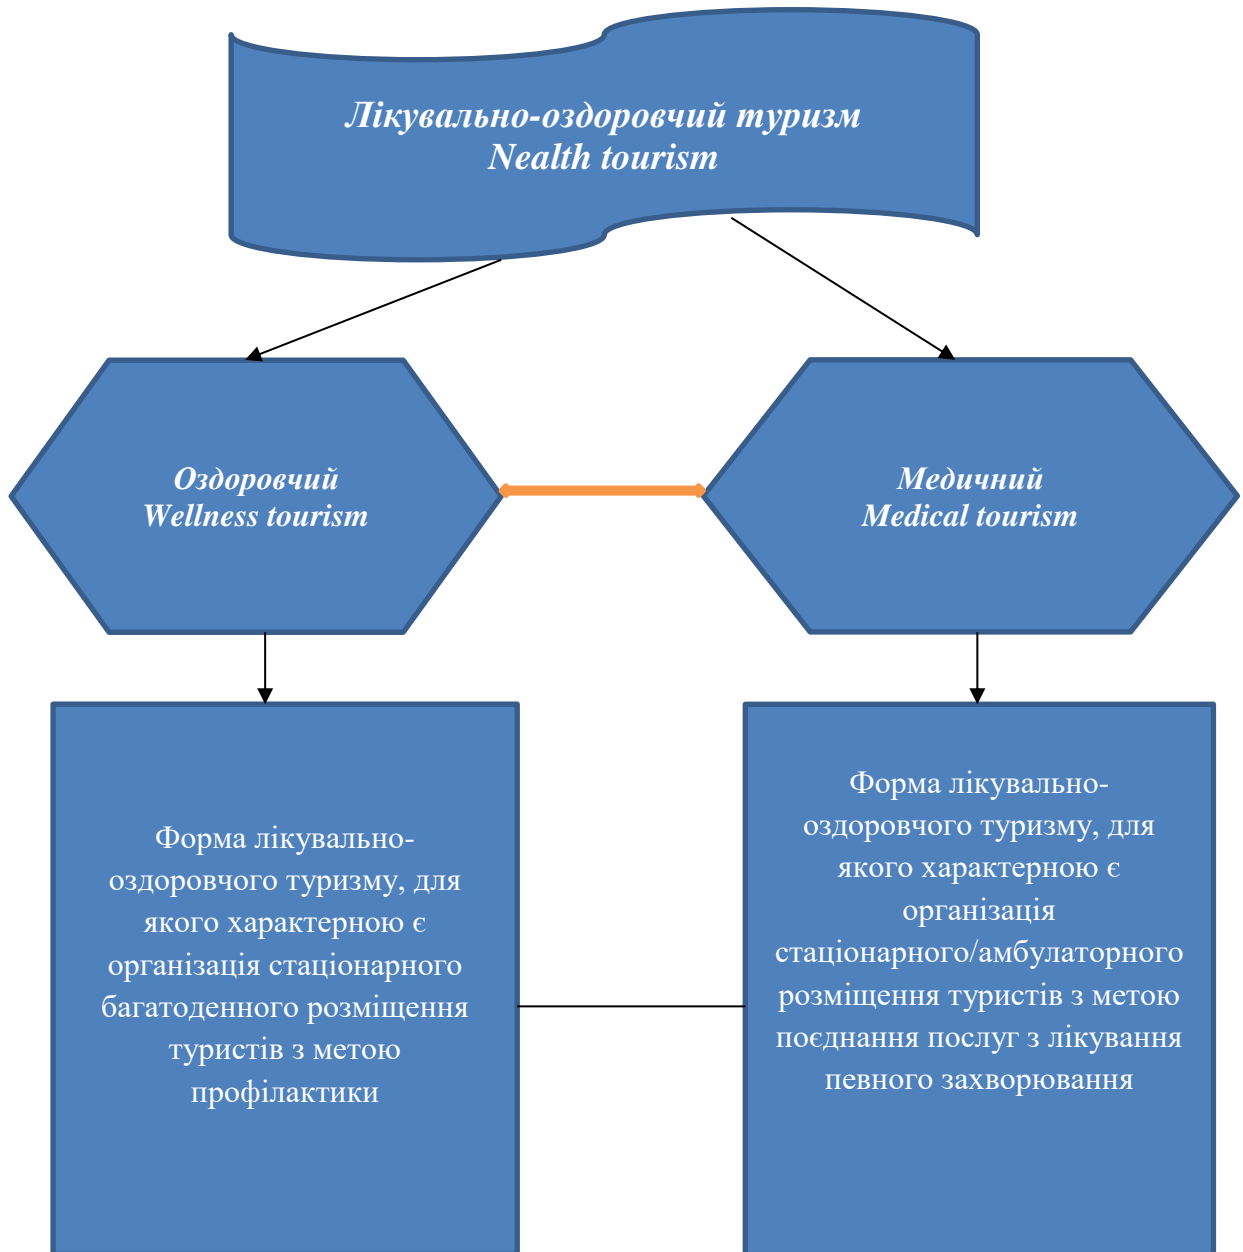 Лікувально-оздоровчий туризм
Nealth tourism
Оздоровчий
Wellness tourism
Медичний
Medical tourism
Форма лікувально-
оздоровчого туризму, для
якого характерною є
організація стаціонарного
багатоденного розміщення
туристів з метою
профілактики
Форма лікувально-
оздоровчого туризму, для
якого характерною є
організація
стаціонарного/амбулаторного
розміщення туристів з метою
поєднання послуг з лікування
певного захворювання